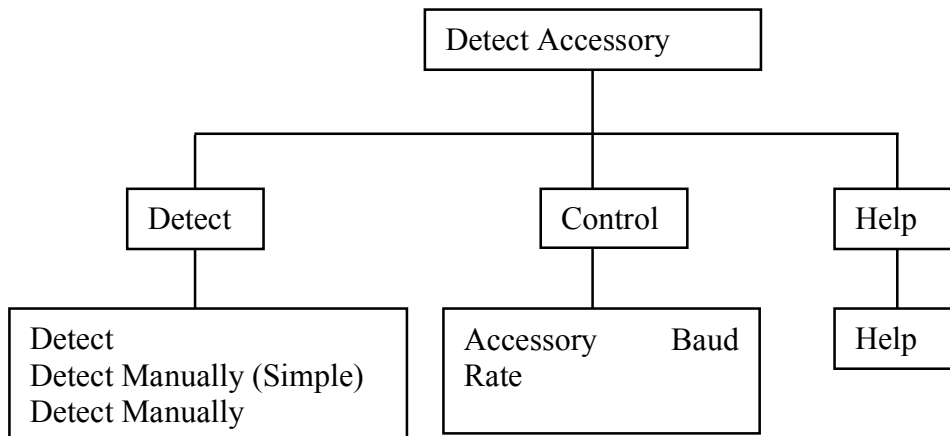 Detect Accessory
Detect
Control
Help
Detect
Detect Manually (Simple)
Detect Manually
Accessory Baud
Rate
Help